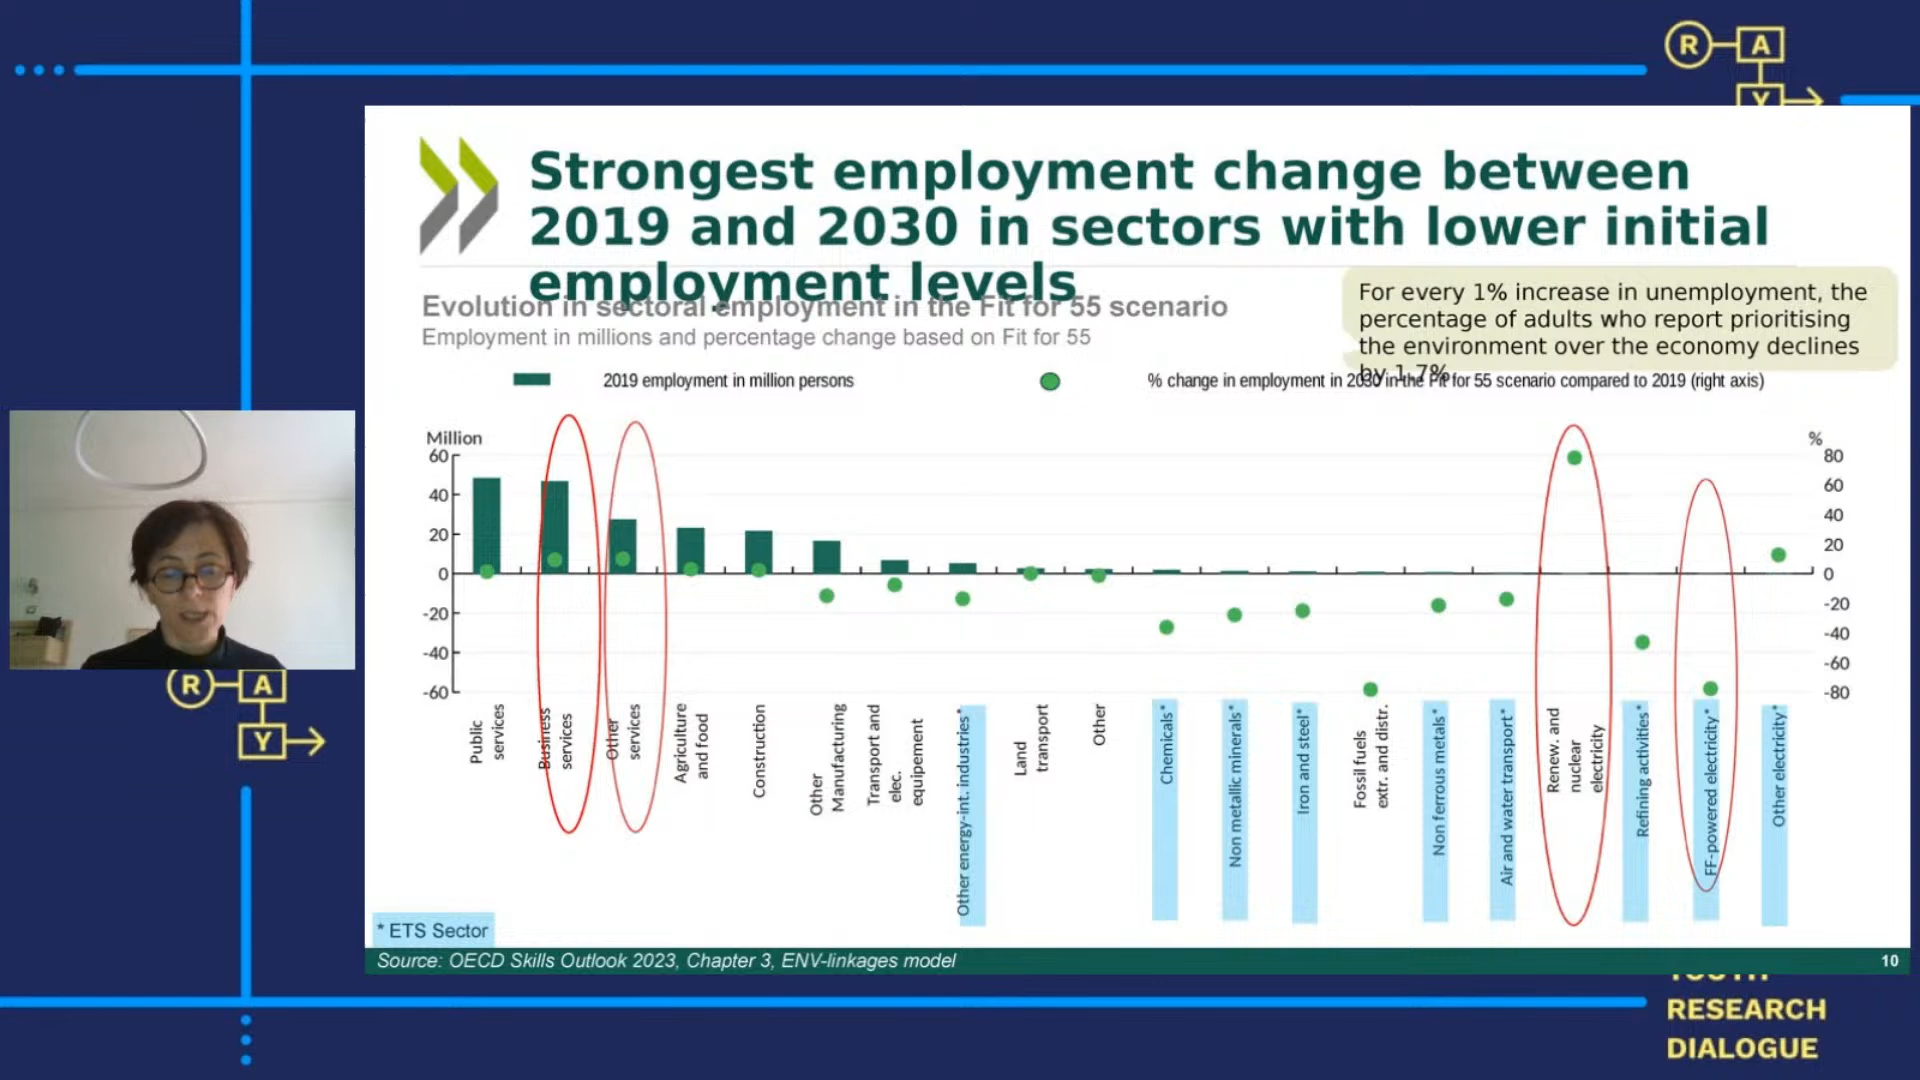 R A
Y
Strongest employment change between
2019 and 2030 in sectors with lower initial
employment levels
Evolution in sectoral employment in the Fit for 55 scenario
Employment in millions and percentage change based on Fit for 55
For every 1% increase in unemployment, the
percentage of adults who report prioritising
the environment over the economy declines
by 1.7%
2019 employment in million persons
% change in employment in 2030 in the Fit for 55 scenario compared to 2019 (right axis)
Million
%
60
40
20
0
-20
-40
-60
80
60
40
20
0
-20
-40
-60
-80
Public
services
Business
services
Other
services
Agriculture
and food
Construction
Other
Manufacturing
Transport and
elec.
equipement
Other energy-int. industries*
Land
transport
Other
Chemicals*
Non metallic minerals*
Iron and steel*
Fossil fuels
extr. and distr.
Non ferrous metals*
Air and water transport*
Renew. and
nuclear
electricity
Refining activities*
FF-powered electricity*
Other electricity*
* ETS Sector
Source: OECD Skills Outlook 2023, Chapter 3, ENV-linkages model
10
R A
Y
YOUTH
RESEARCH
DIALOGUE